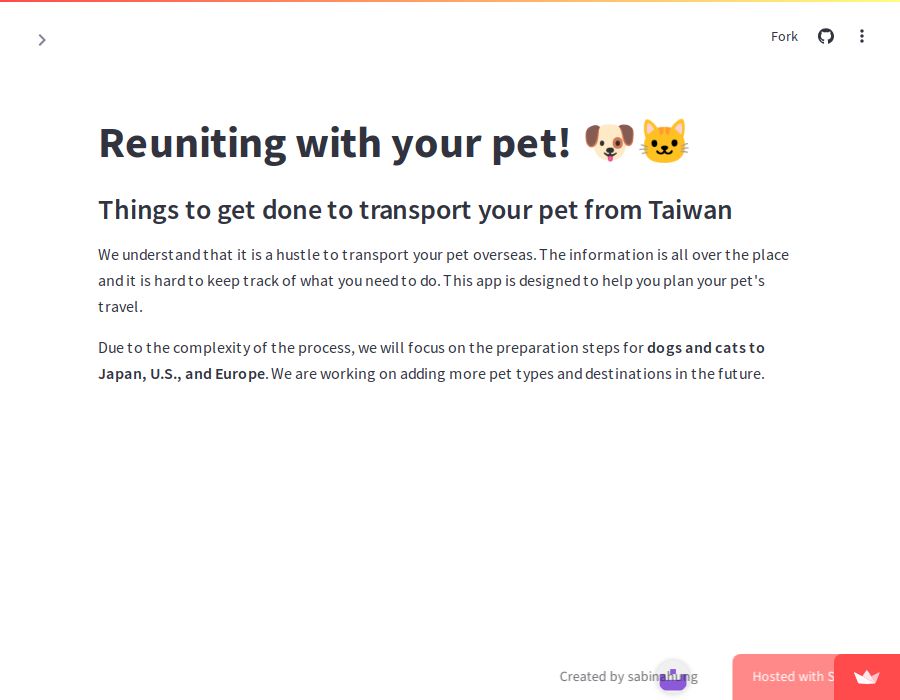 Fork
Reuniting with your pet!
Things to get done to transport your pet from Taiwan
We understand that it is a hustle to transport your pet overseas. The information is all over the place
and it is hard to keep track of what you need to do. This app is designed to help you plan your pet's
travel.
Due to the complexity of the process, we will focus on the preparation steps for dogs and cats to
Japan, U.S., and Europe. We are working on adding more pet types and destinations in the future.
Created by sabinahung
Hosted with S